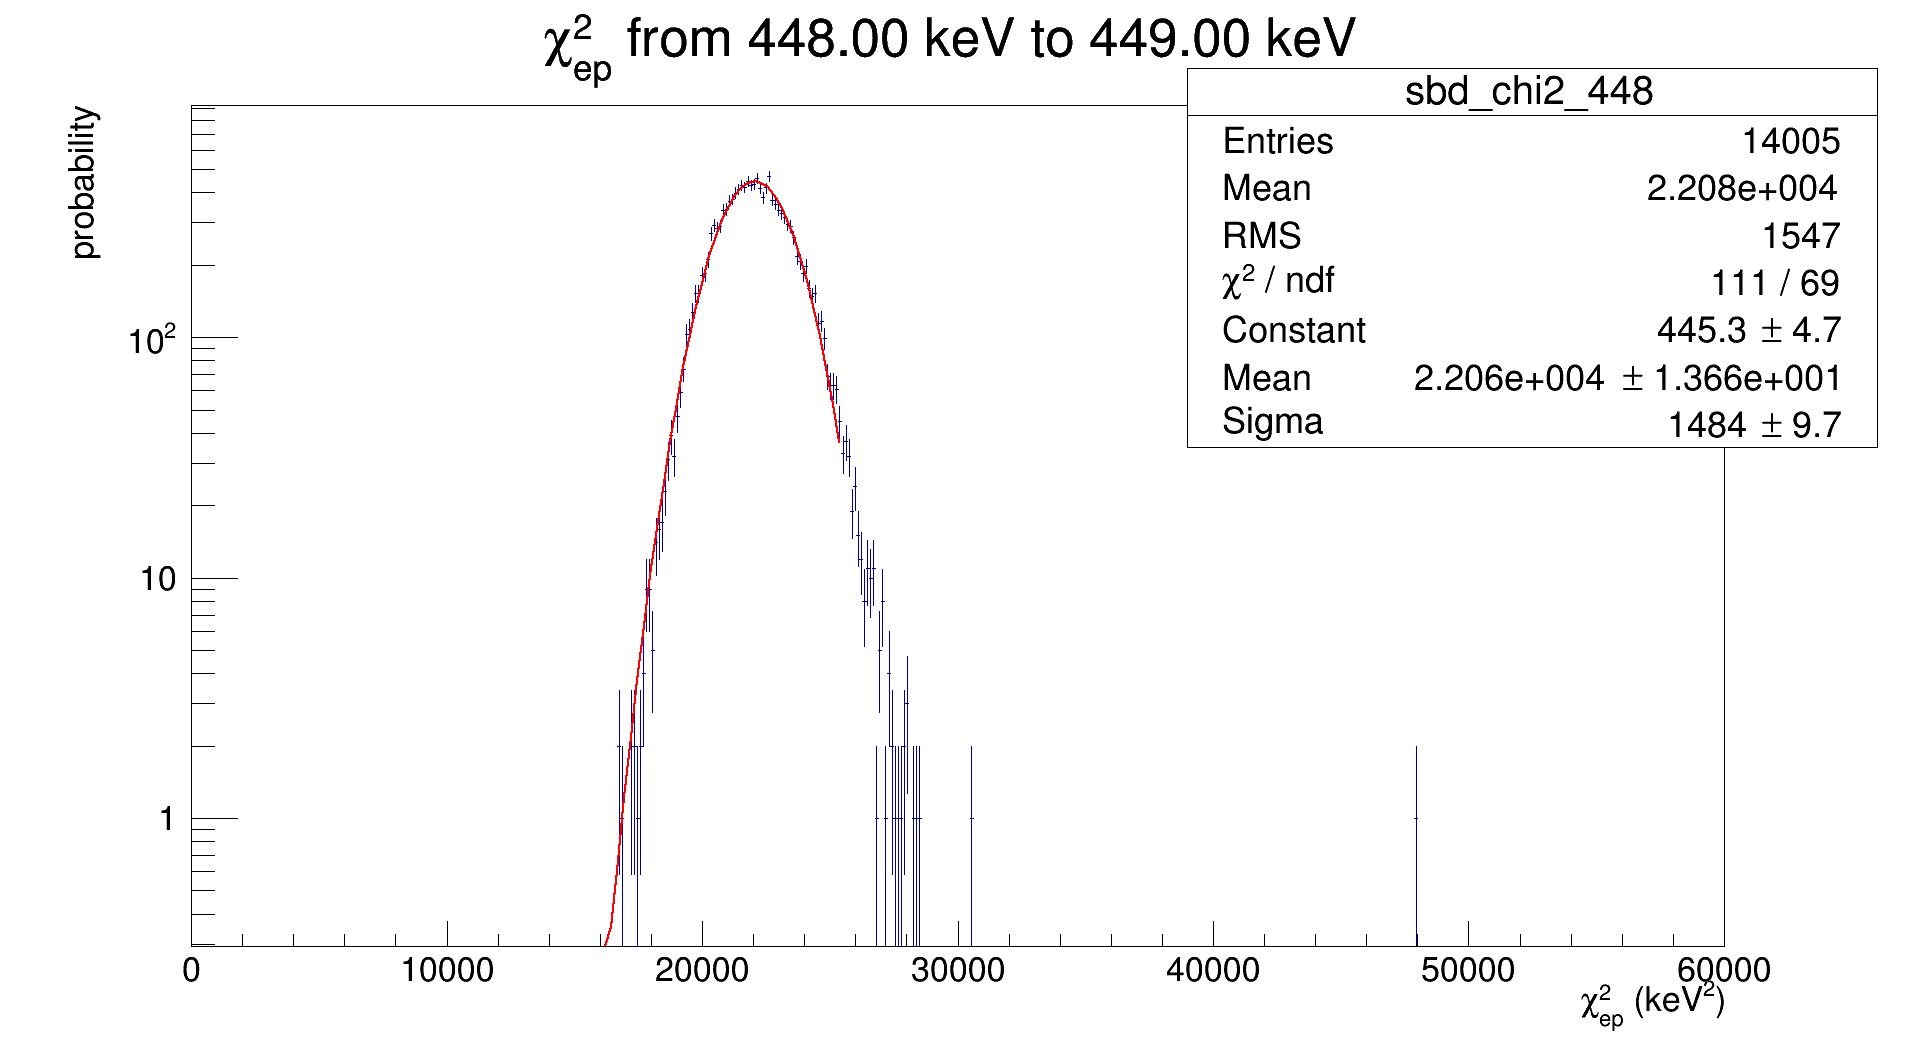 χ²ep from 448.00 keV to 449.00 keV
probability
sbd_chi2_448
Entries 14005
Mean 2.208e+004
RMS 1547
χ² / ndf 111 / 69
Constant 445.3 ± 4.7
Mean 2.206e+004 ± 1.366e+001
Sigma 1484 ± 9.7
10²
10
1
0 10000 20000 30000 40000 50000 60000
χ²ep (keV²)